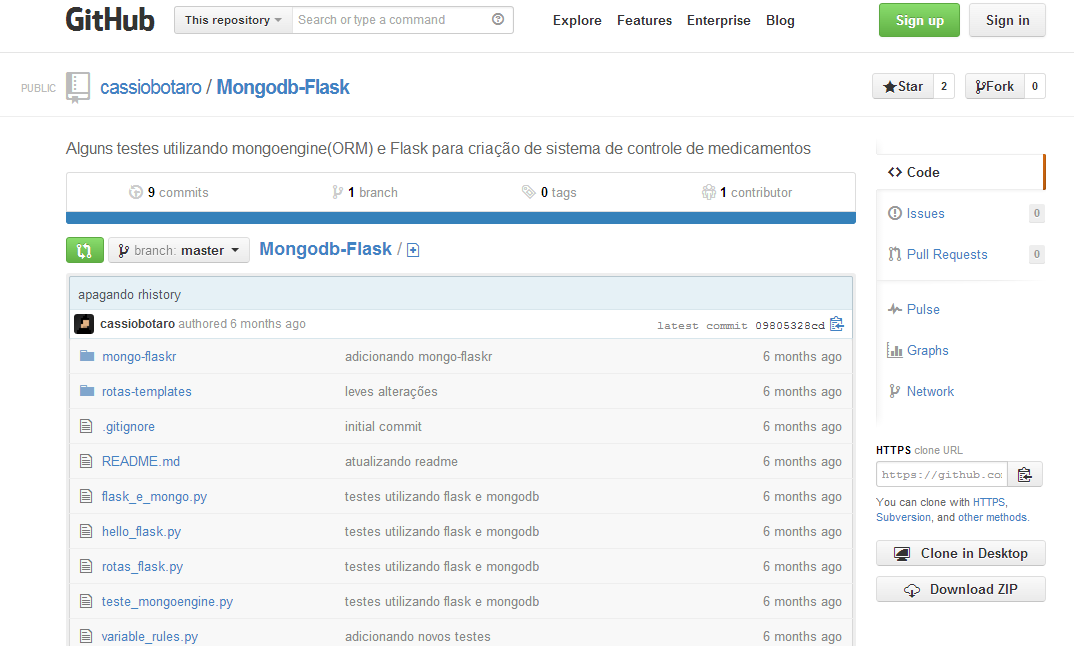 GitHub This repository Search or type a command Explore Features Enterprise Blog Sign up Sign in
PUBLIC cassiobotaro / Mongodb-Flask Star 2 Fork 0
Alguns testes utilizando mongoengine(ORM) e Flask para criação de sistema de controle de medicamentos
9 commits 1 branch 0 tags 1 contributor
branch: master Mongodb-Flask /
apagando rhistory
cassiobotaro authored 6 months ago latest commit 09805328cd
mongo-flaskr adicionando mongo-flaskr 6 months ago
rotas-templates leves alterações 6 months ago
.gitignore initial commit 6 months ago
README.md atualizando readme 6 months ago
flask_e_mongo.py testes utilizando flask e mongodb 6 months ago
hello_flask.py testes utilizando flask e mongodb 6 months ago
rotas_flask.py testes utilizando flask e mongodb 6 months ago
teste_mongoengine.py testes utilizando flask e mongodb 6 months ago
variable_rules.py adicionando novos testes 6 months ago
Code
Issues 0
Pull Requests 0
Pulse
Graphs
Network
HTTPS clone URL
https://github.co
You can clone with HTTPS,
Subversion, and other methods.
Clone in Desktop
Download ZIP